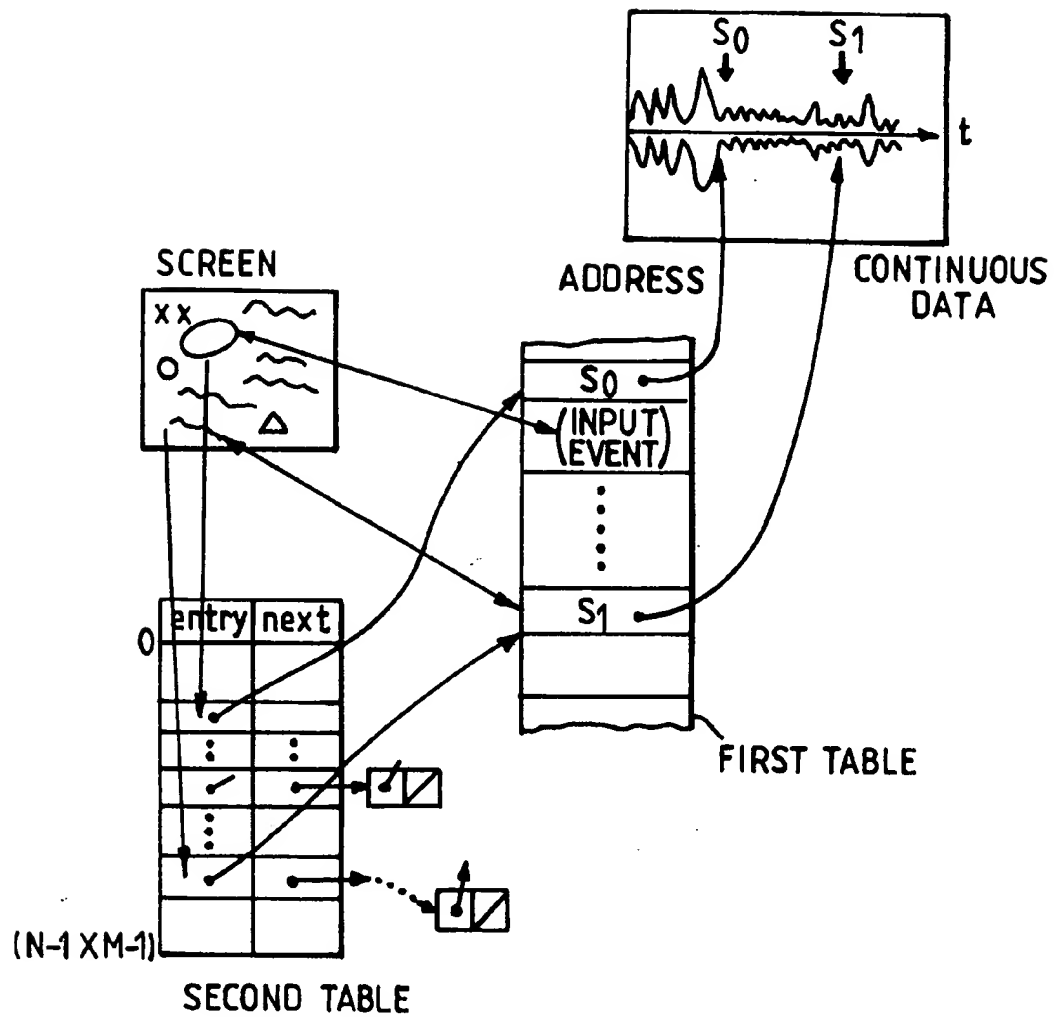 S0 S1
t
CONTINUOUS
DATA
SCREEN
ADDRESS
X X
S0
(INPUT
EVENT)
S1
FIRST TABLE
entry next
0
(N-1 X M-1)
SECOND TABLE